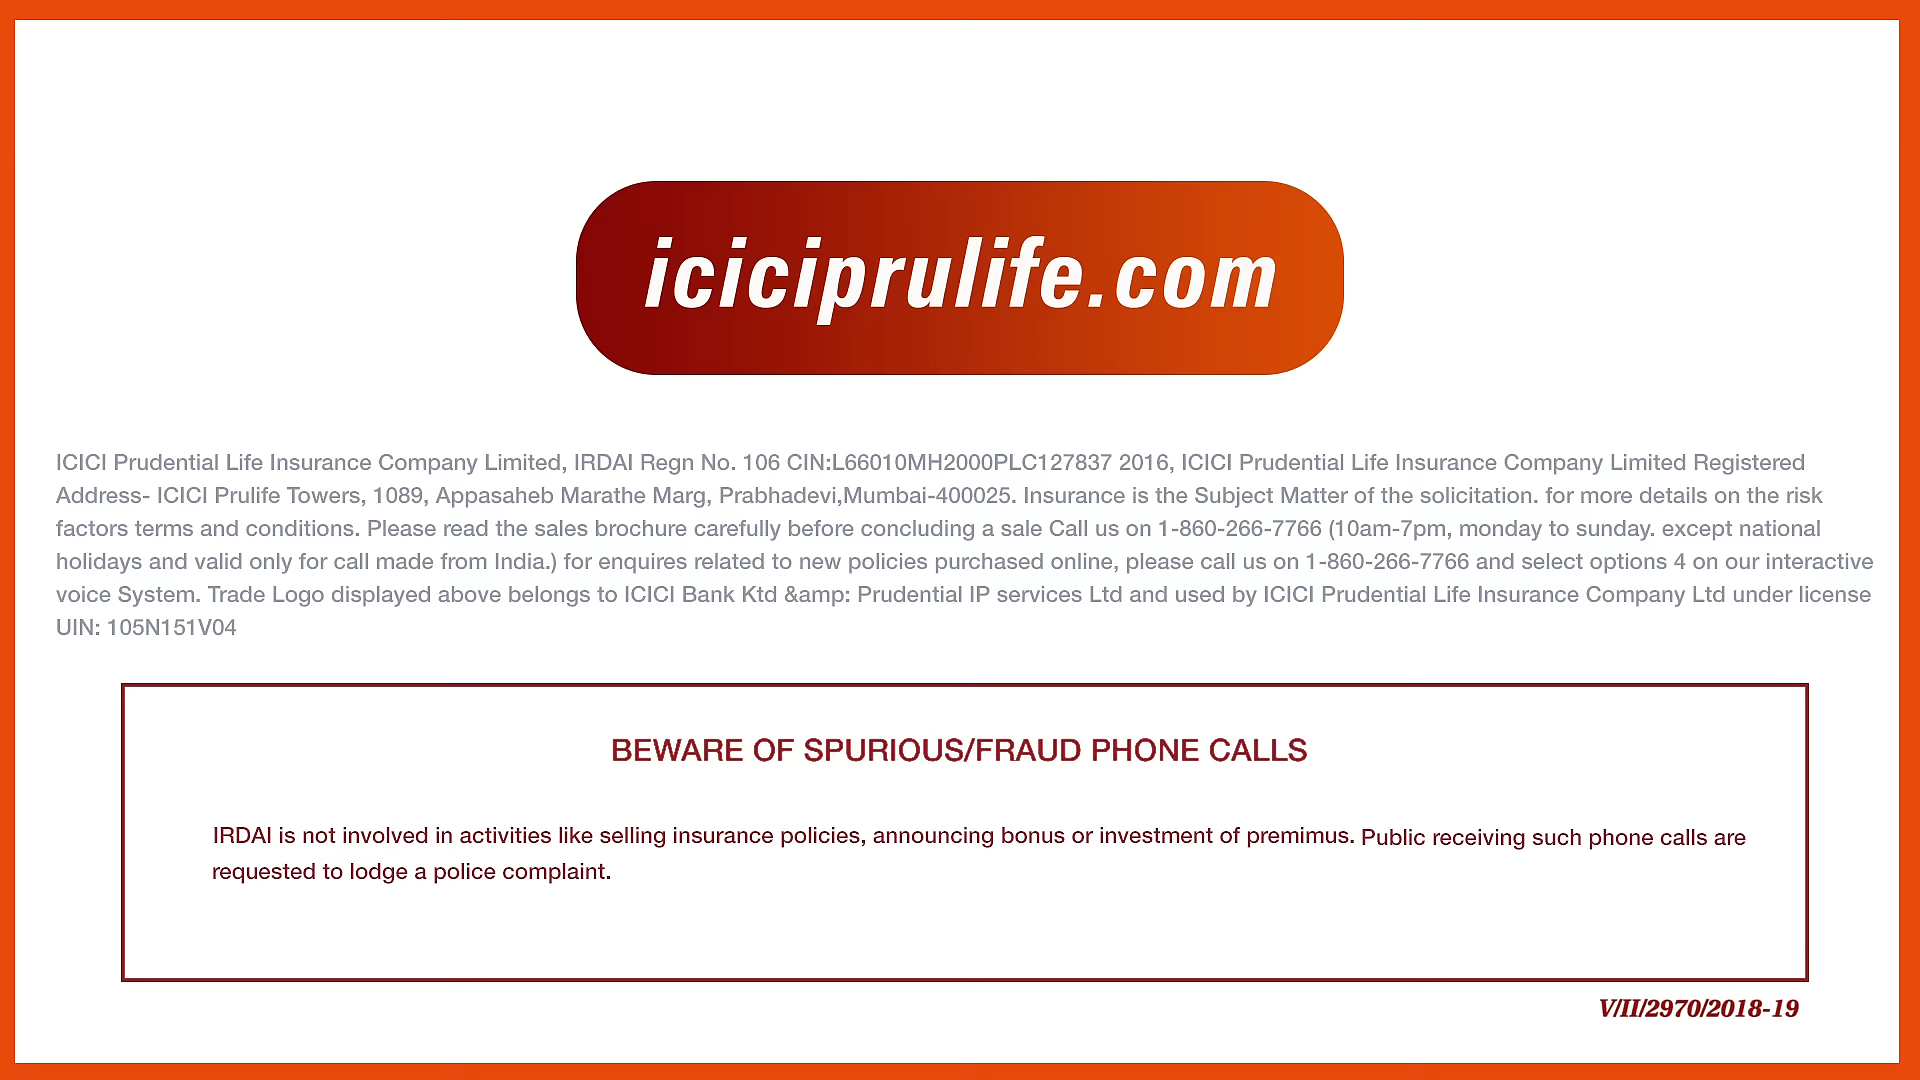 iciciprulife.com
ICICI Prudential Life Insurance Company Limited, IRDAI Regn No. 106 CIN:L66010MH2000PLC127837 2016, ICICI Prudential Life Insurance Company Limited Registered
Address- ICICI Prulife Towers, 1089, Appasaheb Marathe Marg, Prabhadevi,Mumbai-400025. Insurance is the Subject Matter of the solicitation. for more details on the risk
factors terms and conditions. Please read the sales brochure carefully before concluding a sale Call us on 1-860-266-7766 (10am-7pm, monday to sunday. except national
holidays and valid only for call made from India.) for enquires related to new policies purchased online, please call us on 1-860-266-7766 and select options 4 on our interactive
voice System. Trade Logo displayed above belongs to ICICI Bank Ktd &amp: Prudential IP services Ltd and used by ICICI Prudential Life Insurance Company Ltd under license
UIN: 105N151V04
BEWARE OF SPURIOUS/FRAUD PHONE CALLS
IRDAI is not involved in activities like selling insurance policies, announcing bonus or investment of premimus. Public receiving such phone calls are
requested to lodge a police complaint.
V/II/2970/2018-19